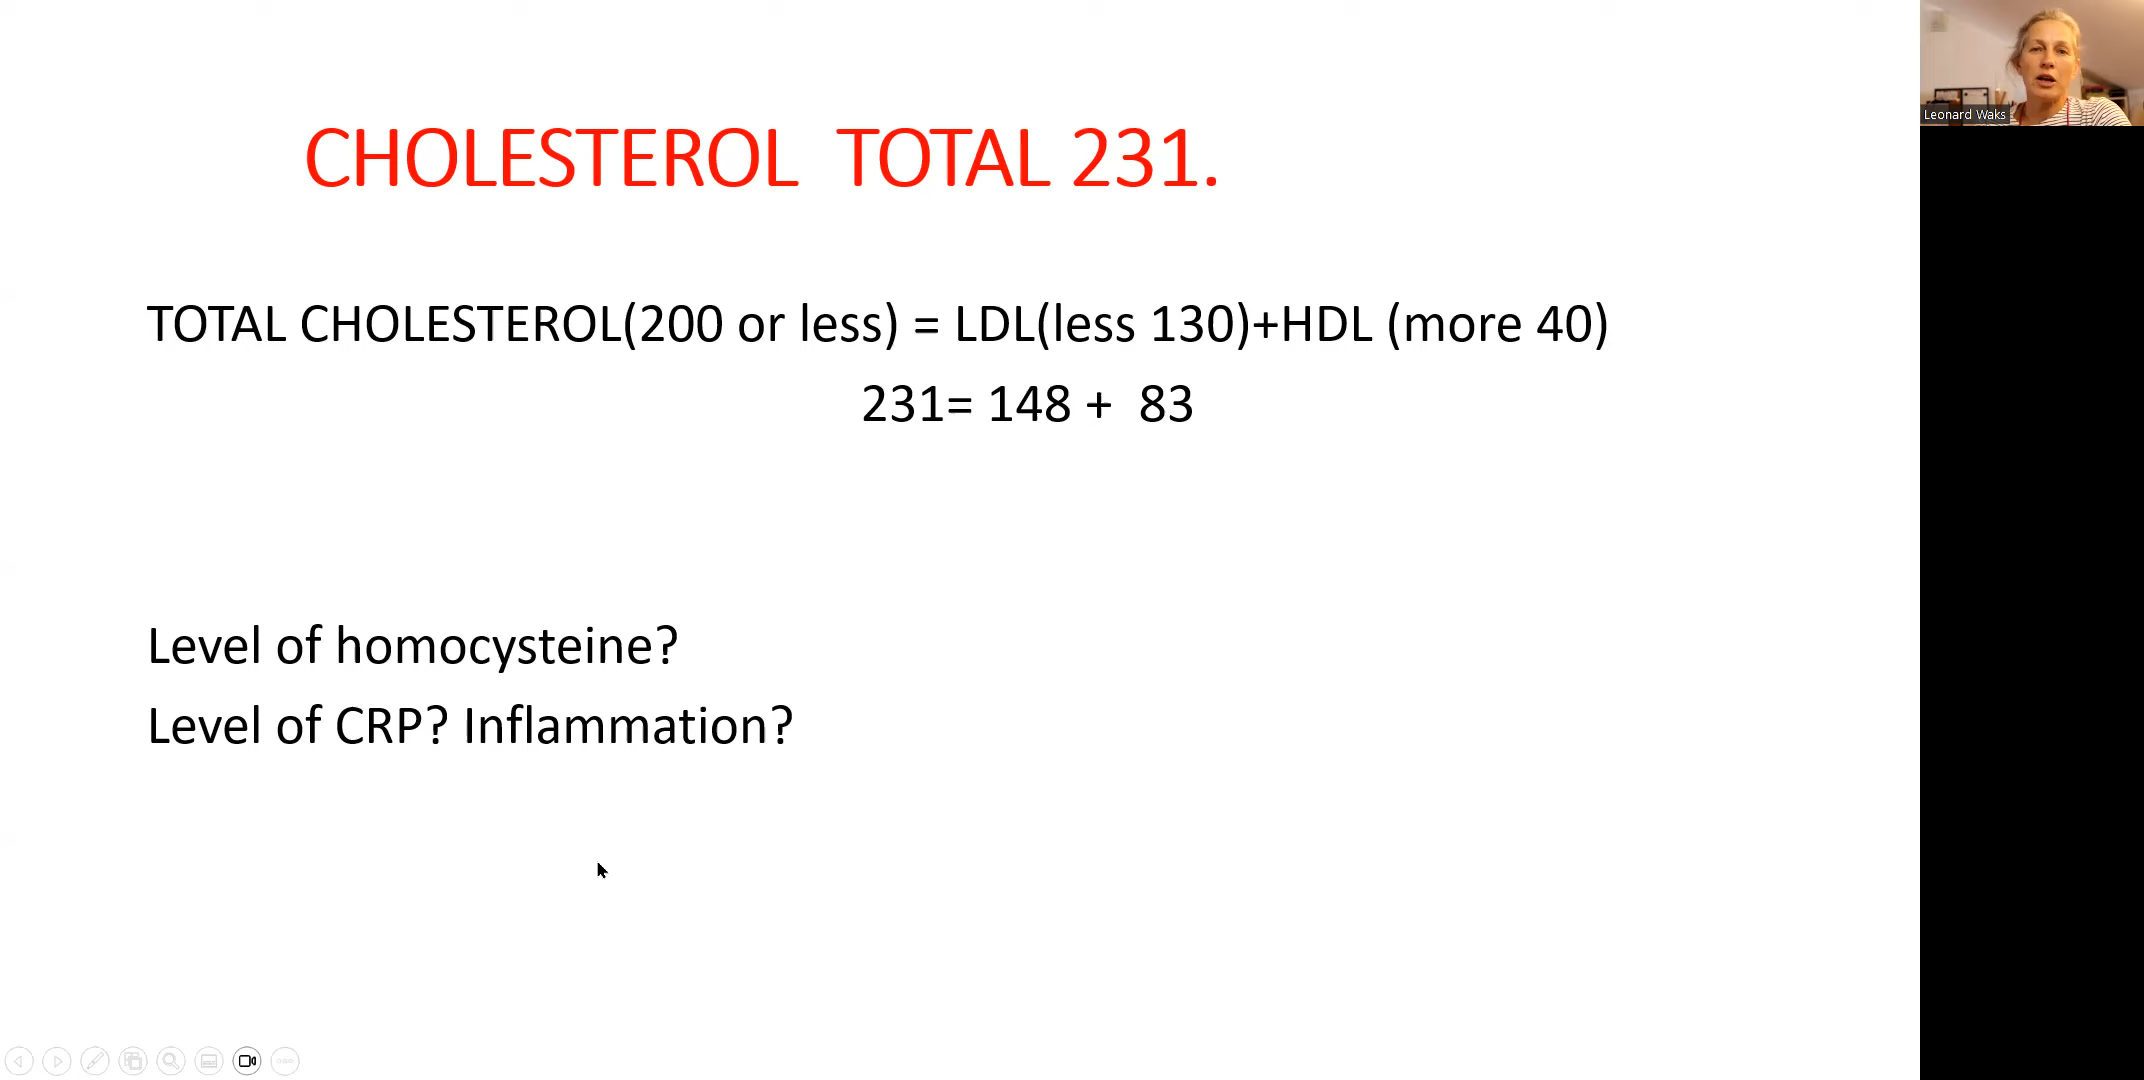 CHOLESTEROL TOTAL 231.
TOTAL CHOLESTEROL(200 or less) = LDL(less 130)+HDL (more 40)
231= 148 + 83
Level of homocysteine?
Level of CRP? Inflammation?
Leonard Waks